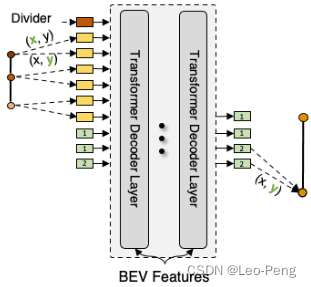 Divider
(x, y)
(x, y)
1
1
2
Transformer Decoder Layer
Transformer Decoder Layer
1
1
2
2
(x, y)
BEV Features
CSDN @Leo-Peng